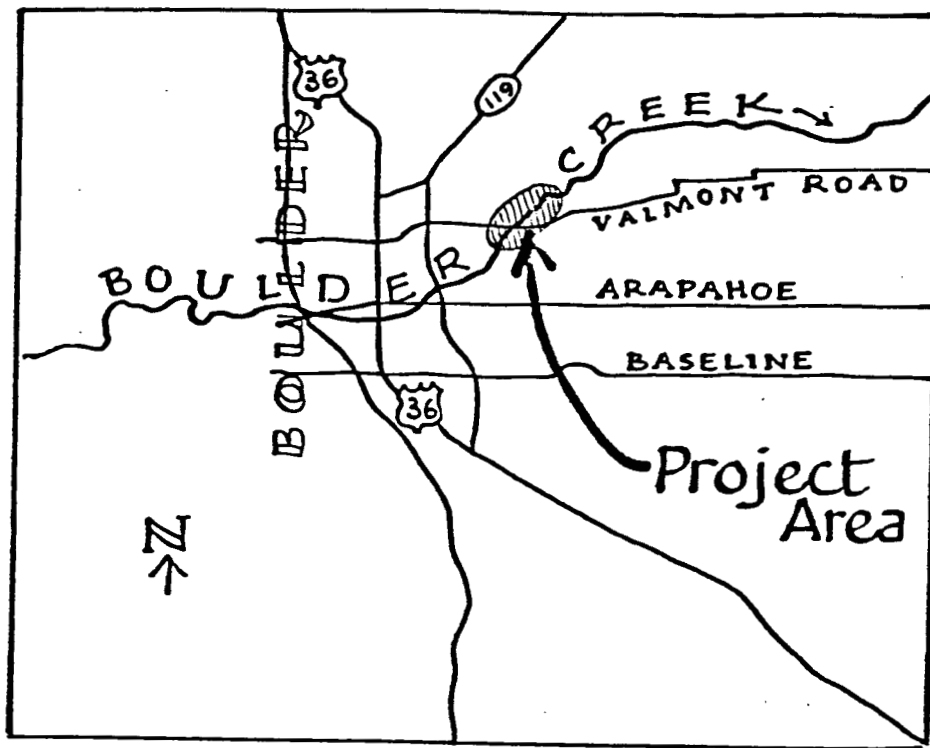 36
119
BOULDER CREEK
BOULDER
VALMONT ROAD
ARAPAHOE
BASELINE
36
Project
Area
N